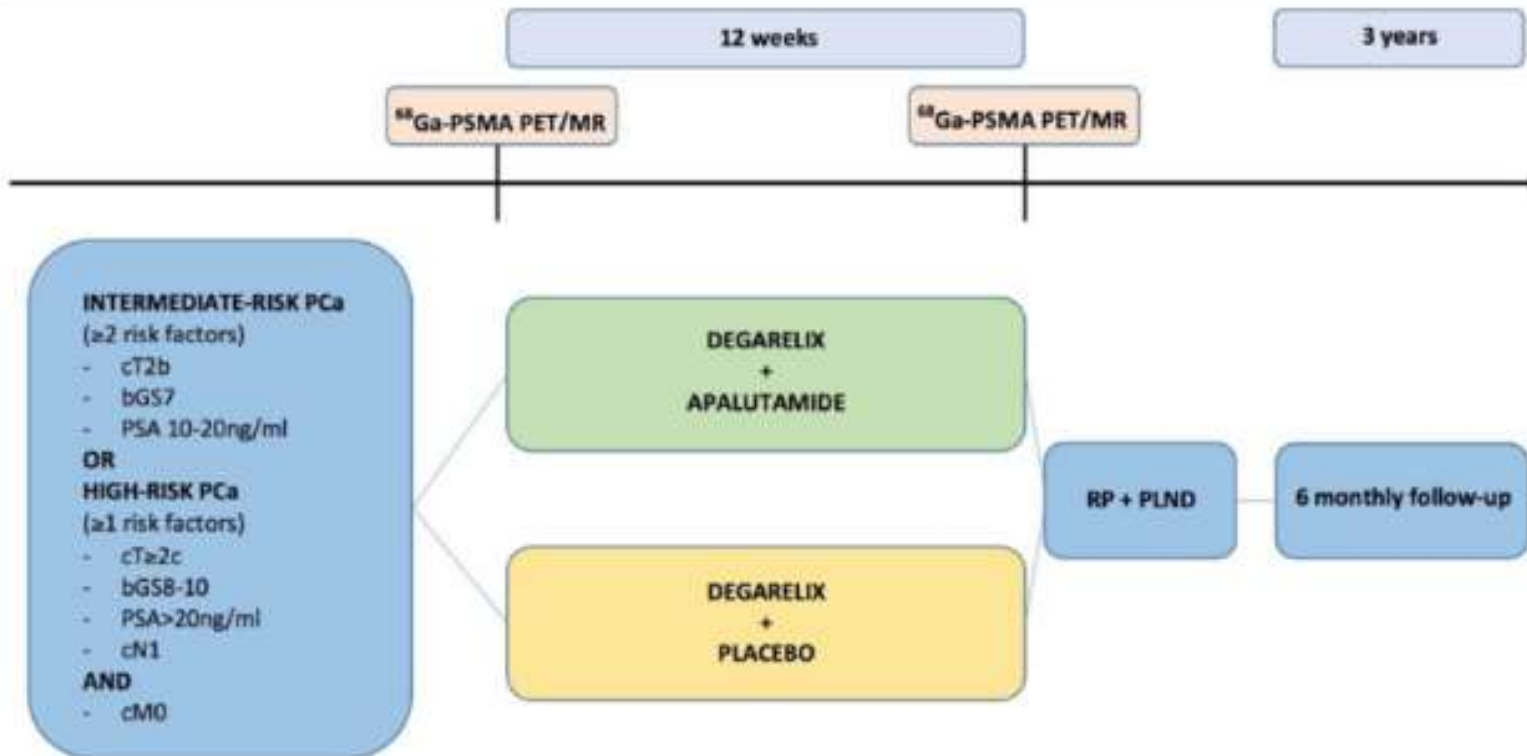 12 weeks
3 years
⁶⁸Ga-PSMA PET/MR
⁶⁸Ga-PSMA PET/MR
INTERMEDIATE-RISK PCa
(≥2 risk factors)
- cT2b
- bGS7
- PSA 10-20ng/ml
OR
HIGH-RISK PCa
(≥1 risk factors)
- cT≥2c
- bGS8-10
- PSA>20ng/ml
- cN1
AND
- cM0
DEGARELIX
+
APALUTAMIDE
DEGARELIX
+
PLACEBO
RP + PLND
6 monthly follow-up